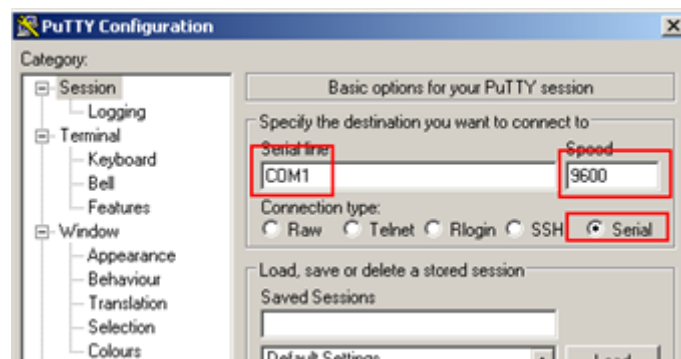 PuTTY Configuration
Category:
Session
Logging
Terminal
Keyboard
Bell
Features
Window
Appearance
Behaviour
Translation
Selection
Colours
Basic options for your PuTTY session
Specify the destination you want to connect to
Serial line Speed
COM1 9600
Connection type:
Raw Telnet Rlogin SSH Serial
Load, save or delete a stored session
Saved Sessions
Default Settings Load